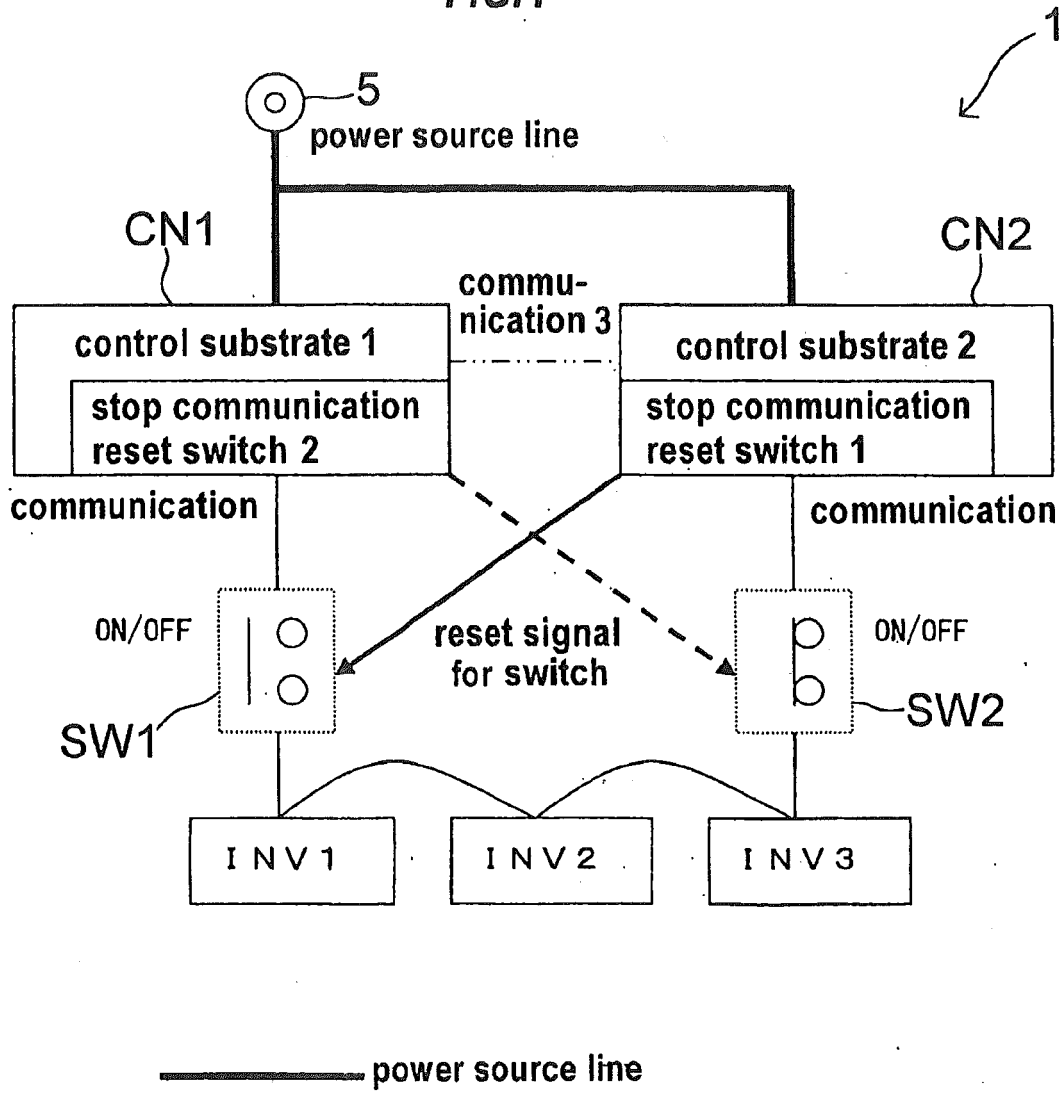 1
5
power source line
CN1
CN2
commu-
nication 3
control substrate 1
control substrate 2
stop communication
reset switch 2
stop communication
reset switch 1
communication
communication
ON/OFF
reset signal
for switch
ON/OFF
SW1
SW2
INV1
INV2
INV3
power source line